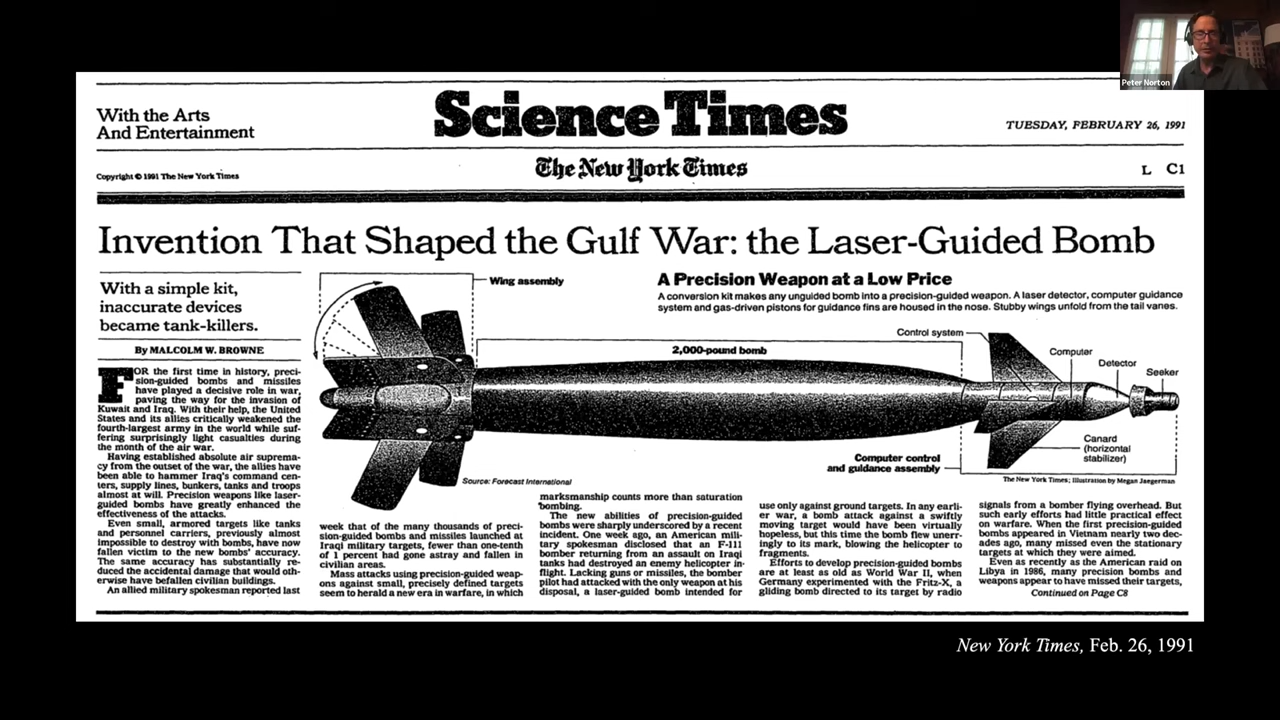 Peter Norton
With the Arts
And Entertainment
Science Times
TUESDAY, FEBRUARY 26, 1991
Copyright © 1991 The New York Times
The New York Times
L C1
Invention That Shaped the Gulf War: the Laser-Guided Bomb
With a simple kit,
inaccurate devices
became tank-killers.
By MALCOLM W. BROWNE
Wing assembly
A Precision Weapon at a Low Price
A conversion kit makes any unguided bomb into a precision-guided weapon. A laser detector, computer guidance
system and gas-driven pistons for guidance fins are housed in the nose. Stubby wings unfold from the tail vanes.
2,000-pound bomb
Control system
Computer
Detector
Seeker
Canard
(horizontal
stabilizer)
Computer control
and guidance assembly
Source: Forecast International
The New York Times; Illustration by Megan Jaegerman
FOR the first time in history, preci-
sion-guided bombs and missiles
have played a decisive role in war,
paving the way for the invasion of
Kuwait and Iraq. With their help, the United
States and its allies critically weakened the
fourth-largest army in the world while suf-
fering surprisingly light casualties during
the month of the air war.
Having established absolute air suprema-
cy from the outset of the war, the allies have
been able to hammer Iraq's command cen-
ters, supply lines, bunkers, tanks and troops
almost at will. Precision weapons like laser-
guided bombs have greatly enhanced the
effectiveness of the attacks.
Even small, armored targets like tanks
and personnel carriers, previously almost
impossible to destroy with bombs, have now
fallen victim to the new bombs' accuracy.
The same accuracy has substantially re-
duced the accidental damage that would oth-
erwise have befallen civilian buildings.
An allied military spokesman reported last
week that of the many thousands of preci-
sion-guided bombs and missiles launched at
Iraqi military targets, fewer than one-tenth
of 1 percent had gone astray and fallen in
civilian areas.
Mass attacks using precision-guided weap-
ons against small, precisely defined targets
seem to herald a new era in warfare, in which
marksmanship counts more than saturation
bombing.
The new abilities of precision-guided
bombs were sharply underscored by a recent
incident. One week ago, an American mili-
tary spokesman disclosed that an F-111
bomber returning from an assault on Iraqi
tanks had destroyed an enemy helicopter in-
flight. Lacking guns or missiles, the bomber
pilot had attacked with the only weapon at his
disposal, a laser-guided bomb intended for
use only against ground targets. In any earli-
er war, a bomb attack against a swiftly
moving target would have been virtually
hopeless, but this time the bomb flew unerr-
ingly to its mark, blowing the helicopter to
fragments.
Efforts to develop precision-guided bombs
are at least as old as World War II, when
Germany experimented with the Fritz-X, a
gliding bomb directed to its target by radio
signals from a bomber flying overhead. But
such early efforts had little practical effect
on warfare. When the first precision-guided
bombs appeared in Vietnam nearly two dec-
ades ago, many missed even the stationary
targets at which they were aimed.
Even as recently as the American raid on
Libya in 1986, many precision bombs and
weapons appear to have missed their targets,
Continued on Page C8
New York Times, Feb. 26, 1991